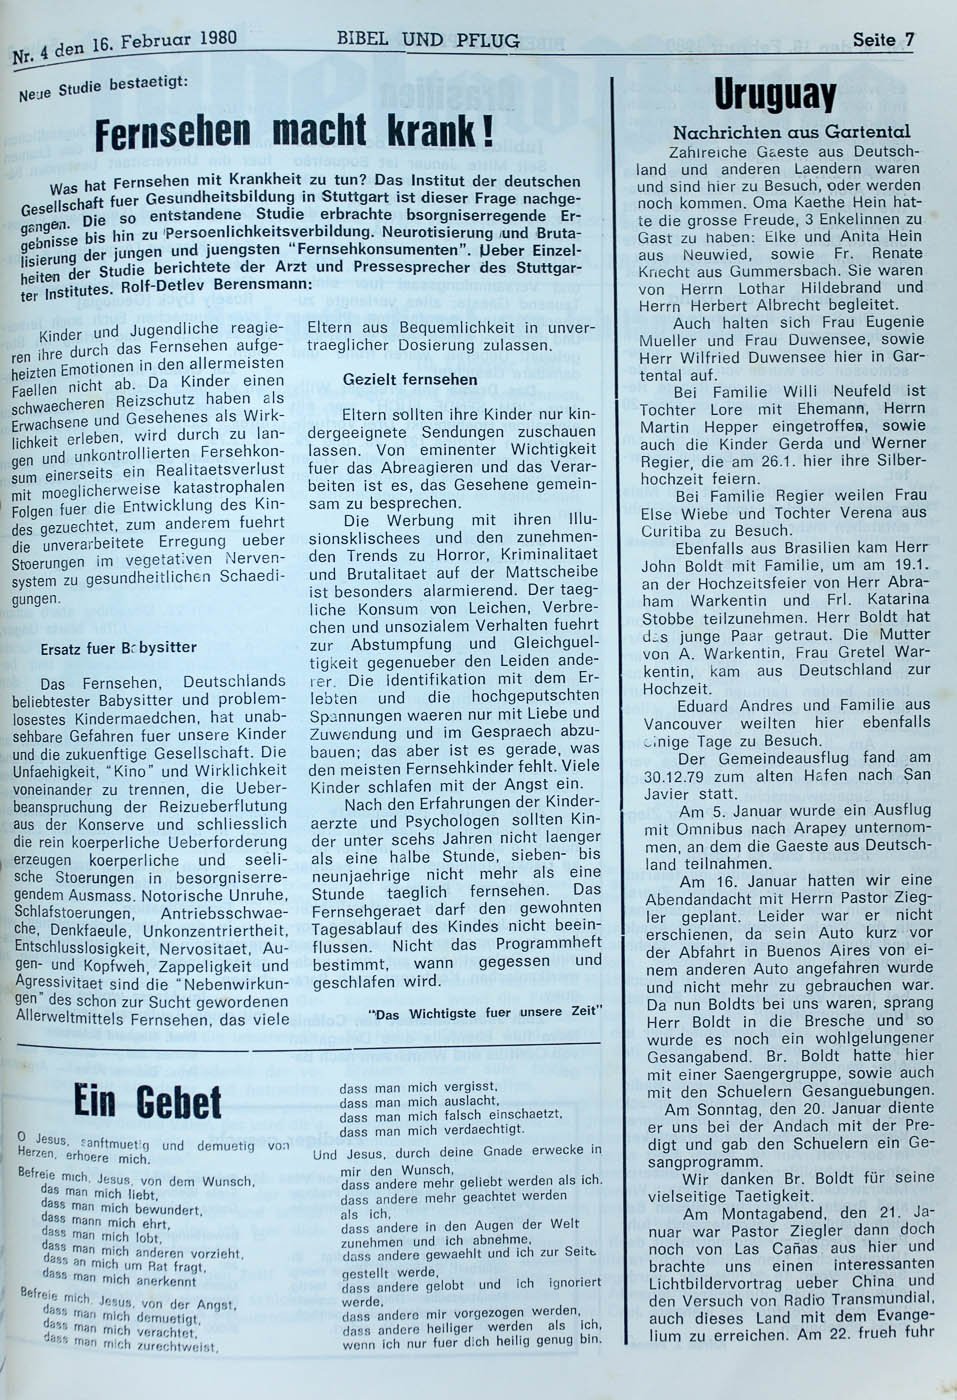 Nr. 4 den 16. Februar 1980 BIBEL UND PFLUG Seite 7
Neue Studie bestaetigt:
Fernsehen macht krank!
Was hat Fernsehen mit Krankheit zu tun? Das Institut der deutschen
Gesellschaft fuer Gesundheitsbildung in Stuttgart ist dieser Frage nachge-
gangen. Die so entstandene Studie erbrachte bsorgniserregende Er-
gebnisse bis hin zu Persoenlichkeitsverbildung. Neurotisierung und Bruta-
lisierung der jungen und juengsten "Fernsehkonsumenten". Ueber Einzel-
heiten der Studie berichtete der Arzt und Pressesprecher des Stuttgar-
ter Institutes. Rolf-Detlev Berensmann:
Kinder und Jugendliche reagie-
ren ihre durch das Fernsehen aufge-
heizten Emotionen in den allermeisten
Faellen nicht ab. Da Kinder einen
schwaecheren Reizschutz haben als
Erwachsene und Gesehenes als Wirk-
lichkeit erleben, wird durch zu lan-
gen und unkontrollierten Fersehkon-
sum einerseits ein Realitaetsverlust
mit moeglicherweise katastrophalen
Folgen fuer die Entwicklung des Kin-
des gezuechtet, zum anderem fuehrt
die unverarbeitete Erregung ueber
Stoerungen im vegetativen Nerven-
system zu gesundheitlichen Schaedi-
gungen.
Ersatz fuer Babysitter
Das Fernsehen, Deutschlands
beliebtester Babysitter und problem-
losestes Kindermaedchen, hat unab-
sehbare Gefahren fuer unsere Kinder
und die zukuenftige Gesellschaft. Die
Unfaehigkeit, "Kino" und Wirklichkeit
voneinander zu trennen, die Ueber-
beanspruchung der Reizueberflutung
aus der Konserve und schliesslich
die rein koerperliche Ueberforderung
erzeugen koerperliche und seeli-
sche Stoerungen in besorgniserre-
gendem Ausmass. Notorische Unruhe,
Schlafstoerungen, Antriebsschwae-
che, Denkfaeule, Unkonzentriertheit,
Entschlusslosigkeit, Nervositaet, Au-
gen- und Kopfweh, Zappeligkeit und
Agressivitaet sind die "Nebenwirkun-
gen" des schon zur Sucht gewordenen
Allerweltmittels Fernsehen, das viele
Eltern aus Bequemlichkeit in unver-
traeglicher Dosierung zulassen.
Gezielt fernsehen
Eltern sollten ihre Kinder nur kin-
dergeeignete Sendungen zuschauen
lassen. Von eminenter Wichtigkeit
fuer das Abreagieren und das Verar-
beiten ist es, das Gesehene gemein-
sam zu besprechen.
Die Werbung mit ihren Illu-
sionsklischees und den zunehmen-
den Trends zu Horror, Kriminalitaet
und Brutalitaet auf der Mattscheibe
ist besonders alarmierend. Der taeg-
liche Konsum von Leichen, Verbre-
chen und unsozialem Verhalten fuehrt
zur Abstumpfung und Gleichguel-
tigkeit gegenueber den Leiden ande-
rer. Die identifikation mit dem Er-
lebten und die hochgeputschten
Spannungen waeren nur mit Liebe und
Zuwendung und im Gespraech abzu-
bauen; das aber ist es gerade, was
den meisten Fernsehkinder fehlt. Viele
Kinder schlafen mit der Angst ein.
Nach den Erfahrungen der Kinder-
aerzte und Psychologen sollten Kin-
der unter scehs Jahren nicht laenger
als eine halbe Stunde, sieben- bis
neunjaehrige nicht mehr als eine
Stunde taeglich fernsehen. Das
Fernsehgeraet darf den gewohnten
Tagesablauf des Kindes nicht beein-
flussen. Nicht das Programmheft
bestimmt, wann gegessen und
geschlafen wird.
"Das Wichtigste fuer unsere Zeit"
Ein Gebet
O Jesus, sanftmuetig und demuetig von
Herzen, erhoere mich.
Befreie mich, Jesus, von dem Wunsch,
das man mich liebt,
dass man mich bewundert,
dass mann mich ehrt,
dass man mich lobt,
dass man mich anderen vorzieht,
dass an mich um Rat fragt,
dass man mich anerkennt
Befreie mich, Jesus, von der Angst,
dass man mich demuetigt,
dass man mich verachtet,
dass man mich zurechtweist,
dass man mich vergisst,
dass man mich auslacht,
dass man mich falsch einschaetzt,
dass man mich verdaechtigt.
Und Jesus, durch deine Gnade erwecke in
mir den Wunsch,
dass andere mehr geliebt werden als ich.
dass andere mehr geachtet werden
als ich,
dass andere in den Augen der Welt
zunehmen und ich abnehme,
dass andere gewaehlt und ich zur Seite
gestellt werde,
dass andere gelobt und ich ignoriert
werde,
dass andere mir vorgezogen werden,
dass andere heiliger werden als ich,
wenn ich nur fuer dich heilig genug bin.
Uruguay
Nachrichten aus Gartental
Zahlreiche Gaeste aus Deutsch-
land und anderen Laendern waren
und sind hier zu Besuch, oder werden
noch kommen. Oma Kaethe Hein hat-
te die grosse Freude, 3 Enkelinnen zu
Gast zu haben: Elke und Anita Hein
aus Neuwied, sowie Fr. Renate
Knecht aus Gummersbach. Sie waren
von Herrn Lothar Hildebrand und
Herrn Herbert Albrecht begleitet.
Auch halten sich Frau Eugenie
Mueller und Frau Duwensee, sowie
Herr Wilfried Duwensee hier in Gar-
tental auf.
Bei Familie Willi Neufeld ist
Tochter Lore mit Ehemann, Herrn
Martin Hepper eingetroffen, sowie
auch die Kinder Gerda und Werner
Regier, die am 26.1. hier ihre Silber-
hochzeit feiern.
Bei Familie Regier weilen Frau
Else Wiebe und Tochter Verena aus
Curitiba zu Besuch.
Ebenfalls aus Brasilien kam Herr
John Boldt mit Familie, um am 19.1.
an der Hochzeitsfeier von Herr Abra-
ham Warkentin und Frl. Katarina
Stobbe teilzunehmen. Herr Boldt hat
das junge Paar getraut. Die Mutter
von A. Warkentin, Frau Gretel War-
kentin, kam aus Deutschland zur
Hochzeit.
Eduard Andres und Familie aus
Vancouver weilten hier ebenfalls
einige Tage zu Besuch.
Der Gemeindeausflug fand am
30.12.79 zum alten Hafen nach San
Javier statt.
Am 5. Januar wurde ein Ausflug
mit Omnibus nach Arapey unternom-
men, an dem die Gaeste aus Deutsch-
land teilnahmen.
Am 16. Januar hatten wir eine
Abendandacht mit Herrn Pastor Zieg-
ler geplant. Leider war er nicht
erschienen, da sein Auto kurz vor
der Abfahrt in Buenos Aires von ei-
nem anderen Auto angefahren wurde
und nicht mehr zu gebrauchen war.
Da nun Boldts bei uns waren, sprang
Herr Boldt in die Bresche und so
wurde es noch ein wohlgelungener
Gesangabend. Br. Boldt hatte hier
mit einer Saengergruppe, sowie auch
mit den Schuelern Gesanguebungen.
Am Sonntag, den 20. Januar diente
er uns bei der Andach mit der Pre-
digt und gab den Schuelern ein Ge-
sangprogramm.
Wir danken Br. Boldt für seine
vielseitige Taetigkeit.
Am Montagabend, den 21. Ja-
nuar war Pastor Ziegler dann doch
noch von Las Cañas aus hier und
brachte uns einen interessanten
Lichtbildervortrag ueber China und
den Versuch von Radio Transmundial,
auch dieses Land mit dem Evange-
lium zu erreichen. Am 22. frueh fuhr